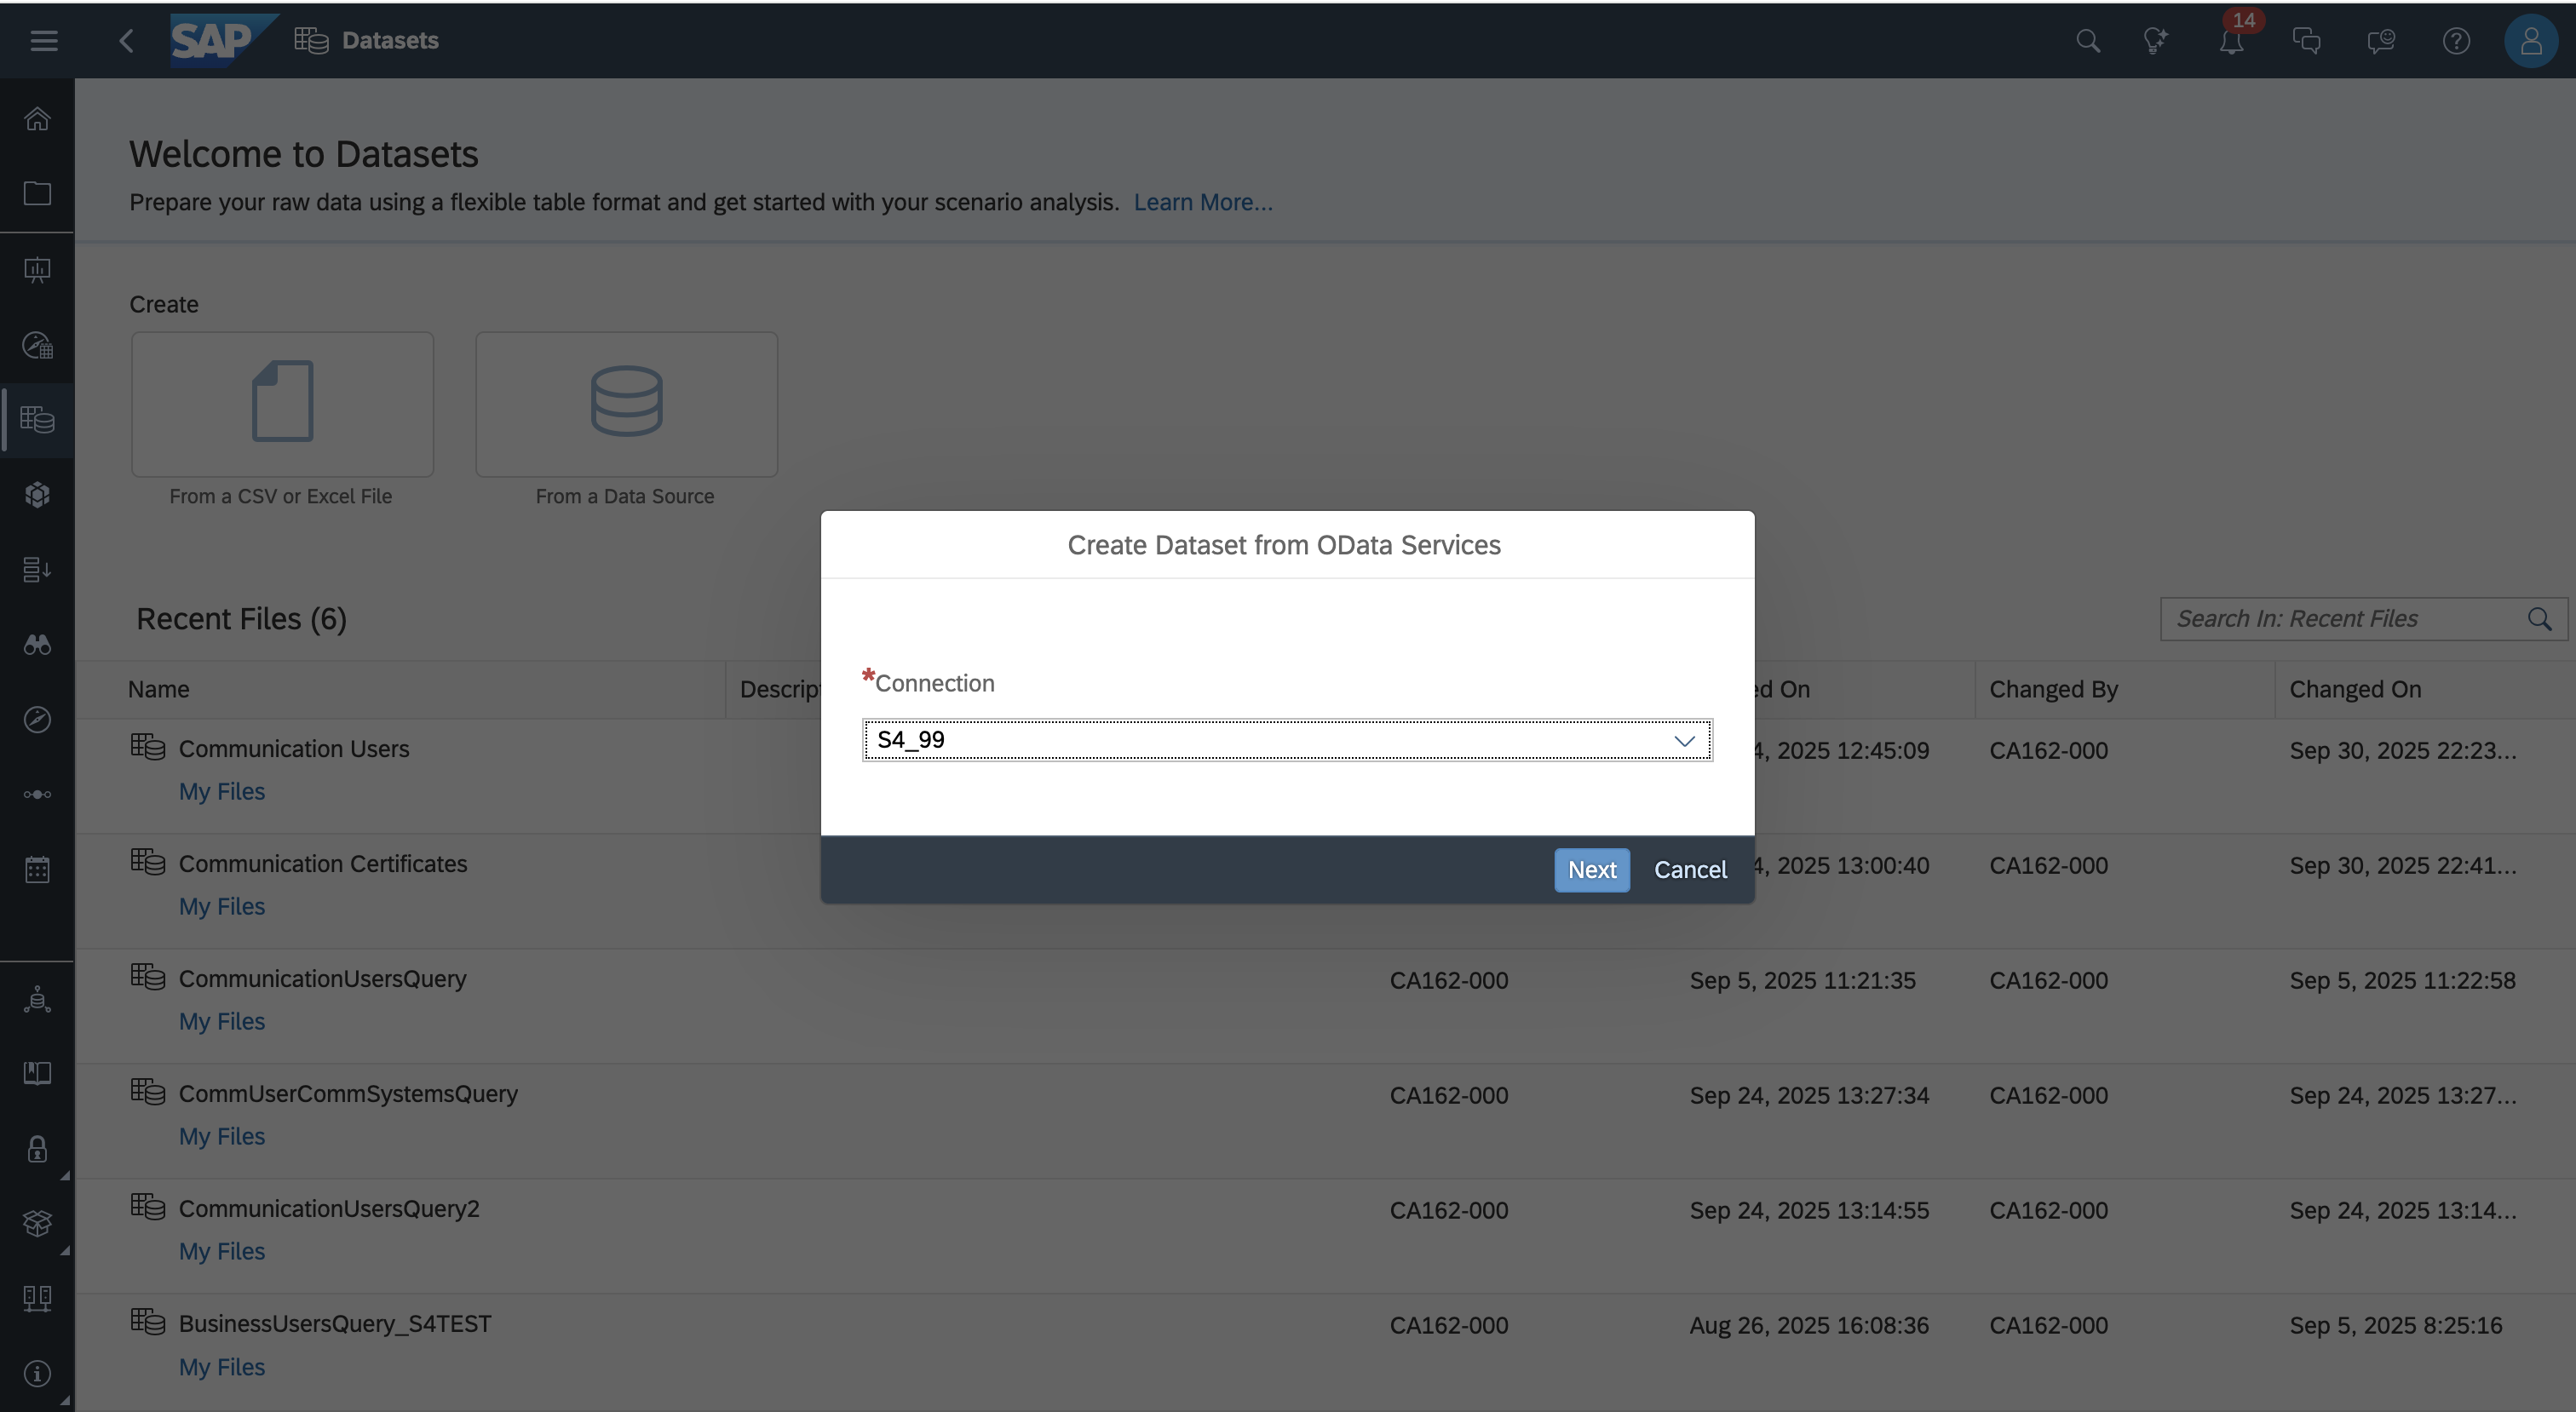 SAP Datasets 14
Welcome to Datasets
Prepare your raw data using a flexible table format and get started with your scenario analysis. Learn More...
Create
From a CSV or Excel File From a Data Source
Create Dataset from OData Services
*Connection
S4_99
Next Cancel
Recent Files (6) Search In: Recent Files
Name Descrip ed On Changed By Changed On
Communication Users 4, 2025 12:45:09 CA162-000 Sep 30, 2025 22:23...
My Files
Communication Certificates 4, 2025 13:00:40 CA162-000 Sep 30, 2025 22:41...
My Files
CommunicationUsersQuery CA162-000 Sep 5, 2025 11:21:35 CA162-000 Sep 5, 2025 11:22:58
My Files
CommUserCommSystemsQuery CA162-000 Sep 24, 2025 13:27:34 CA162-000 Sep 24, 2025 13:27...
My Files
CommunicationUsersQuery2 CA162-000 Sep 24, 2025 13:14:55 CA162-000 Sep 24, 2025 13:14...
My Files
BusinessUsersQuery_S4TEST CA162-000 Aug 26, 2025 16:08:36 CA162-000 Sep 5, 2025 8:25:16
My Files